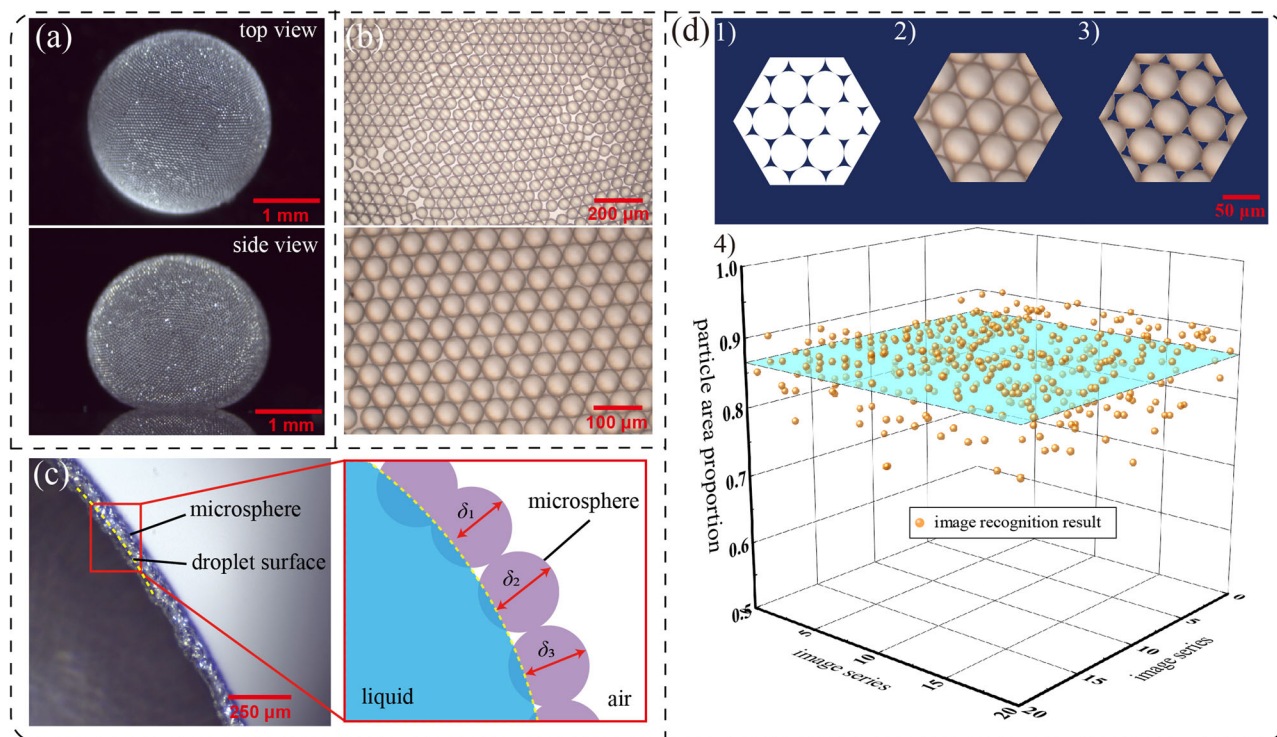 (a)
top view
1 mm
side view
1 mm
(b)
200 μm
100 μm
(c)
microsphere
droplet surface
250 μm
δ₁
δ₂
δ₃
microsphere
liquid
air
(d)
1)
2)
3)
50 μm
4)
1.0
0.9
0.8
0.7
0.6
0.5
particle area proportion
image recognition result
5
10
15
20
image series
0
5
10
15
20
image series